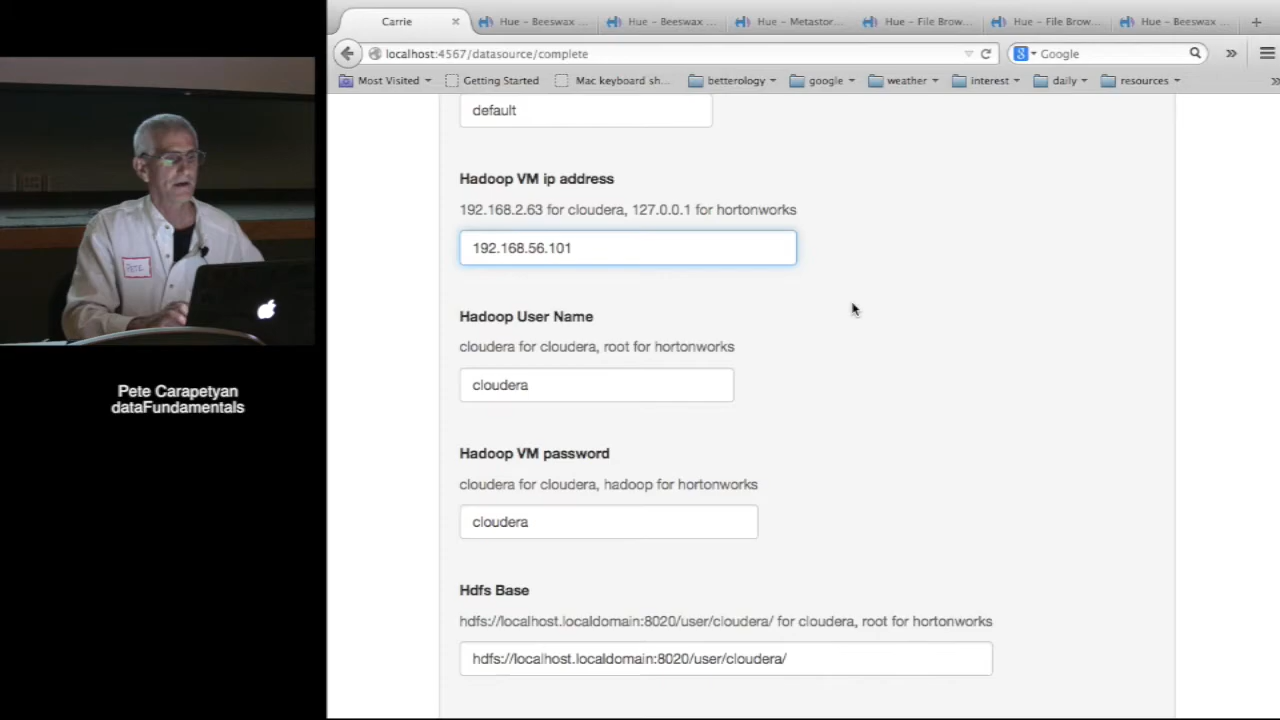 Carrie
Hue - Beeswax ...
Hue - Beeswax ...
Hue - Metastor...
Hue - File Brow...
Hue - File Brow...
Hue - Beeswax ...
localhost:4567/datasource/complete
Google
Most Visited
Getting Started
Mac keyboard sh...
betterology
google
weather
interest
daily
resources
default
Hadoop VM ip address
192.168.2.63 for cloudera, 127.0.0.1 for hortonworks
192.168.56.101
Hadoop User Name
cloudera for cloudera, root for hortonworks
cloudera
Hadoop VM password
cloudera for cloudera, hadoop for hortonworks
cloudera
Hdfs Base
hdfs://localhost.localdomain:8020/user/cloudera/ for cloudera, root for hortonworks
hdfs://localhost.localdomain:8020/user/cloudera/
PETE
Pete Carapetyan
dataFundamentals